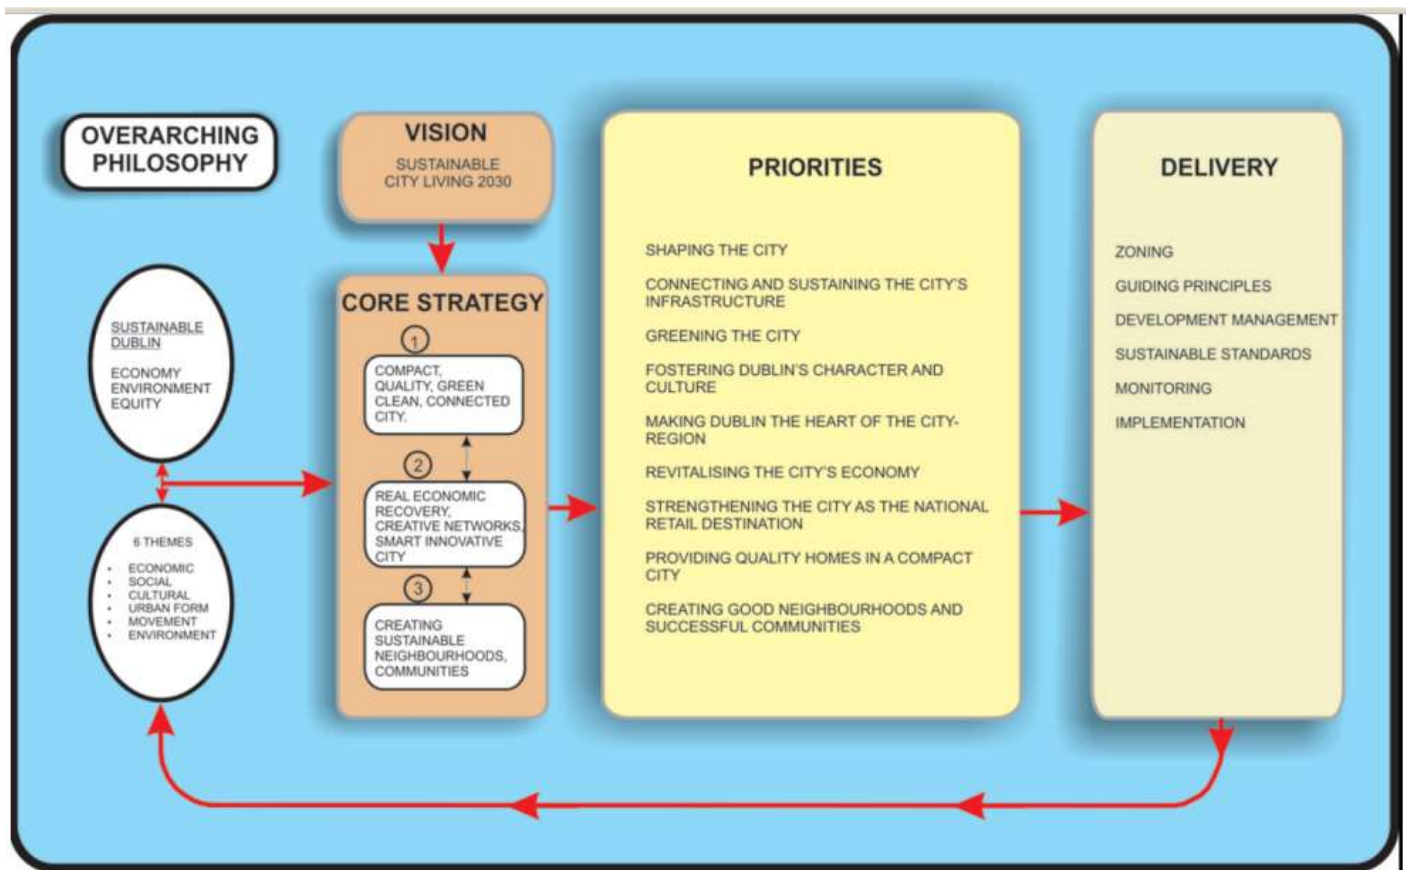 OVERARCHING
PHILOSOPHY
SUSTAINABLE
DUBLIN
ECONOMY
ENVIRONMENT
EQUITY
6 THEMES
• ECONOMIC
• SOCIAL
• CULTURAL
• URBAN FORM
• MOVEMENT
• ENVIRONMENT
VISION
SUSTAINABLE
CITY LIVING 2030
CORE STRATEGY
1
COMPACT,
QUALITY, GREEN
CLEAN, CONNECTED
CITY.
2
REAL ECONOMIC
RECOVERY,
CREATIVE NETWORKS,
SMART INNOVATIVE
CITY
3
CREATING
SUSTAINABLE
NEIGHBOURHOODS,
COMMUNITIES
PRIORITIES
SHAPING THE CITY
CONNECTING AND SUSTAINING THE CITY'S
INFRASTRUCTURE
GREENING THE CITY
FOSTERING DUBLIN'S CHARACTER AND
CULTURE
MAKING DUBLIN THE HEART OF THE CITY-
REGION
REVITALISING THE CITY'S ECONOMY
STRENGTHENING THE CITY AS THE NATIONAL
RETAIL DESTINATION
PROVIDING QUALITY HOMES IN A COMPACT
CITY
CREATING GOOD NEIGHBOURHOODS AND
SUCCESSFUL COMMUNITIES
DELIVERY
ZONING
GUIDING PRINCIPLES
DEVELOPMENT MANAGEMENT
SUSTAINABLE STANDARDS
MONITORING
IMPLEMENTATION